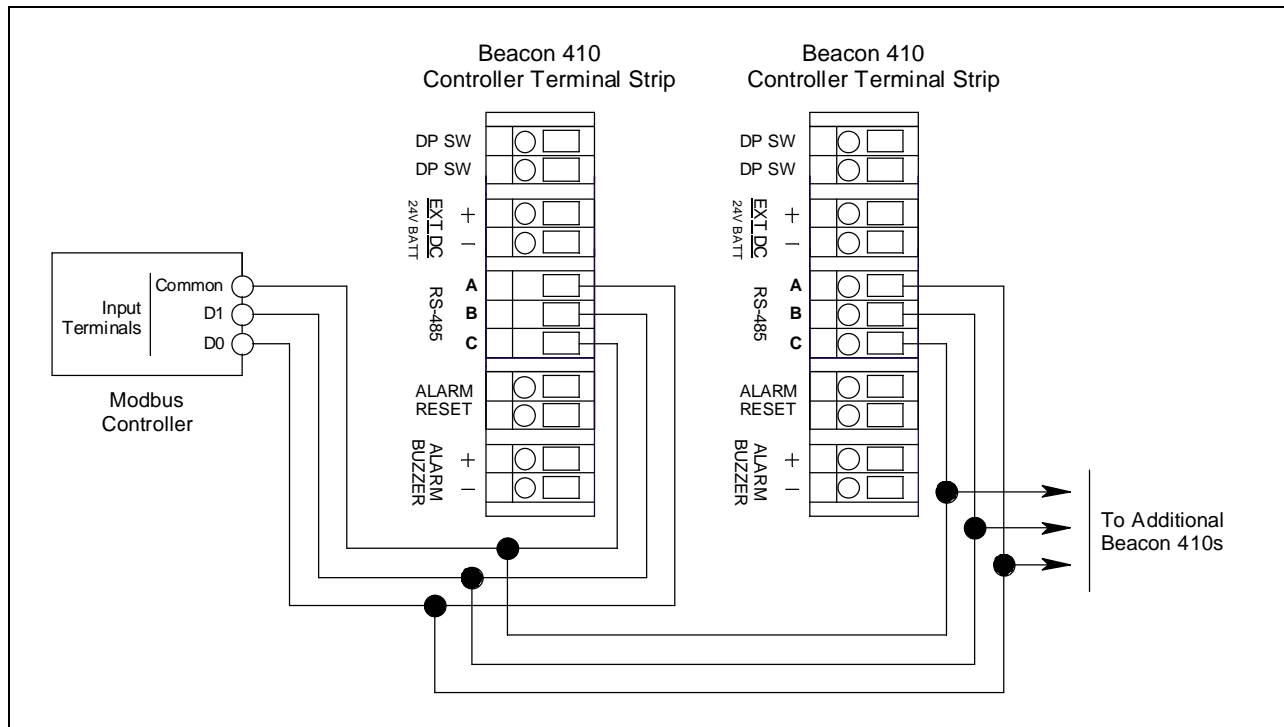 Beacon 410
Controller Terminal Strip
DP SW
DP SW
EXT DC
24V BATT
+
−
RS-485
A
B
C
ALARM
RESET
ALARM
BUZZER
+
−
Beacon 410
Controller Terminal Strip
DP SW
DP SW
EXT DC
24V BATT
+
−
RS-485
A
B
C
ALARM
RESET
ALARM
BUZZER
+
−
Input
Terminals
Common
D1
D0
Modbus
Controller
To Additional
Beacon 410s